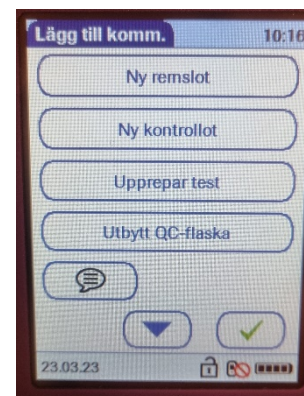 Lägg till komm. 10:16
Ny remslot
Ny kontrollot
Upprepar test
Utbytt QC-flaska
23.03.23